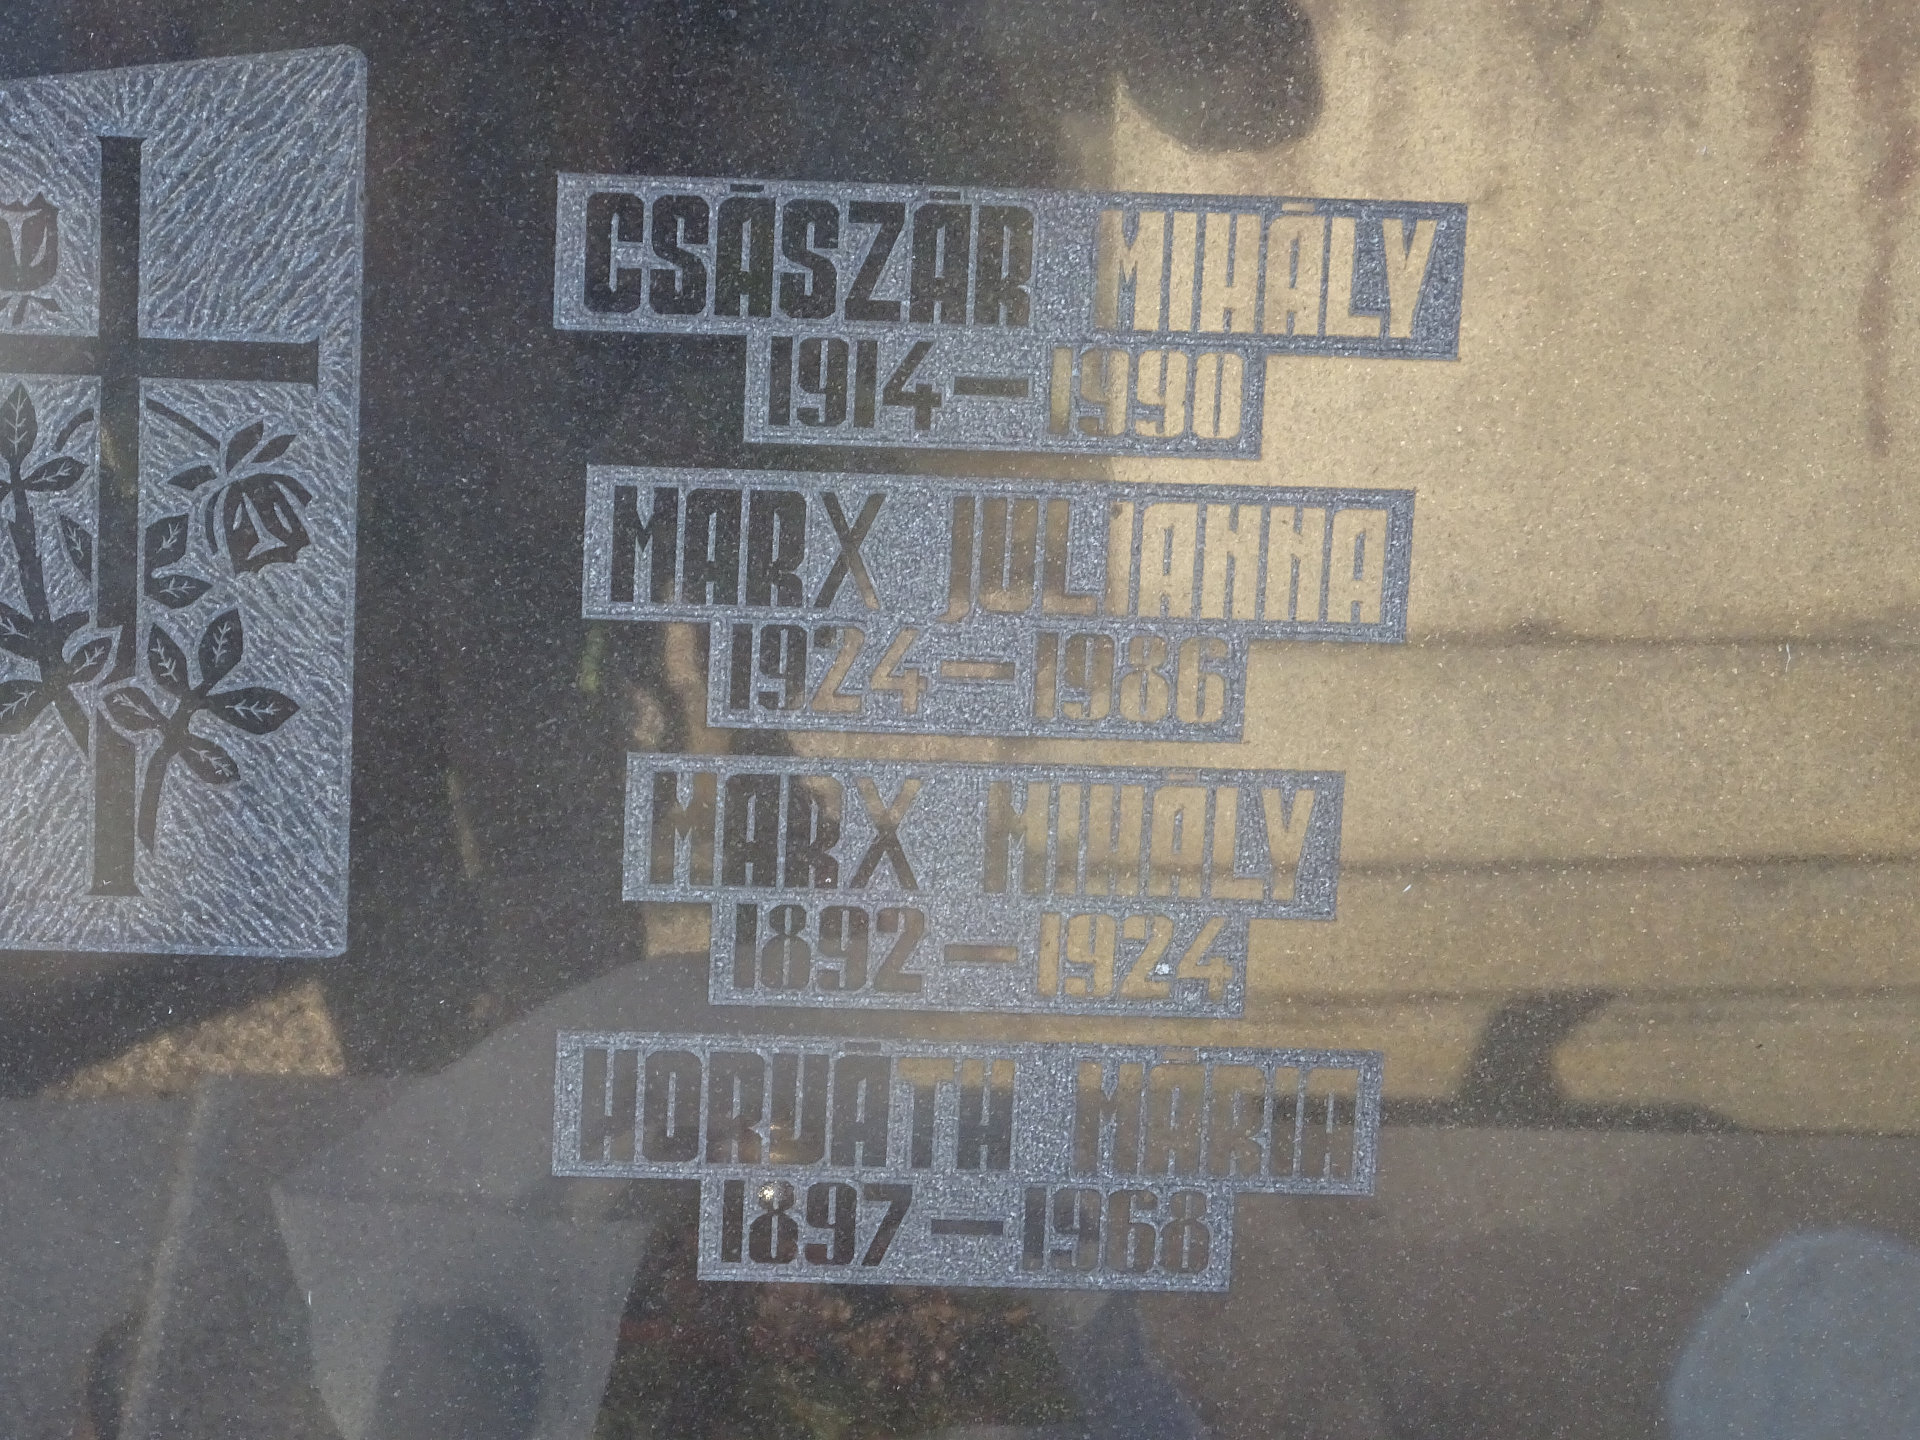 CSÁSZÁR MIHÁLY
1914-1990
MARX JULIANNA
1924-1986
MARX MIHÁLY
1892-1924
HORVÁTH MÁRIA
1897-1968